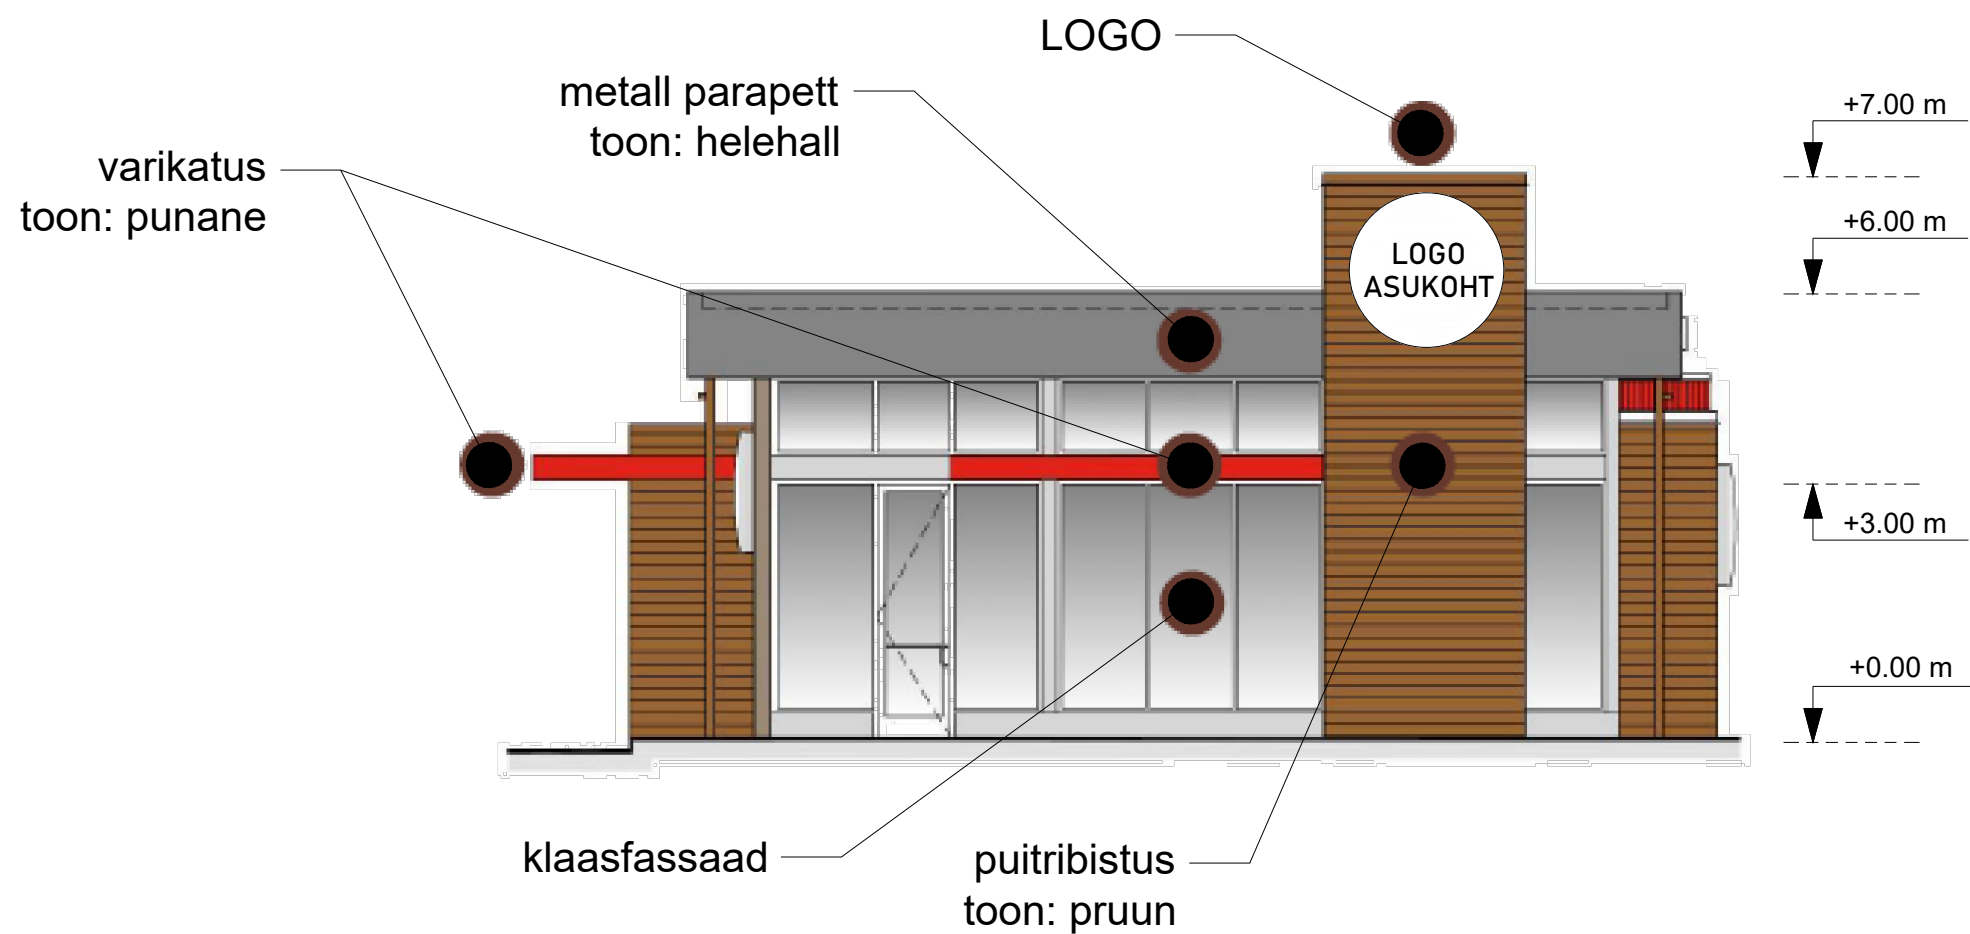 LOGO
metall parapett
toon: helehall
varikatus
toon: punane
LOGO
ASUKOHT
+7.00 m
+6.00 m
+3.00 m
+0.00 m
klaasfassaad
puitribistus
toon: pruun